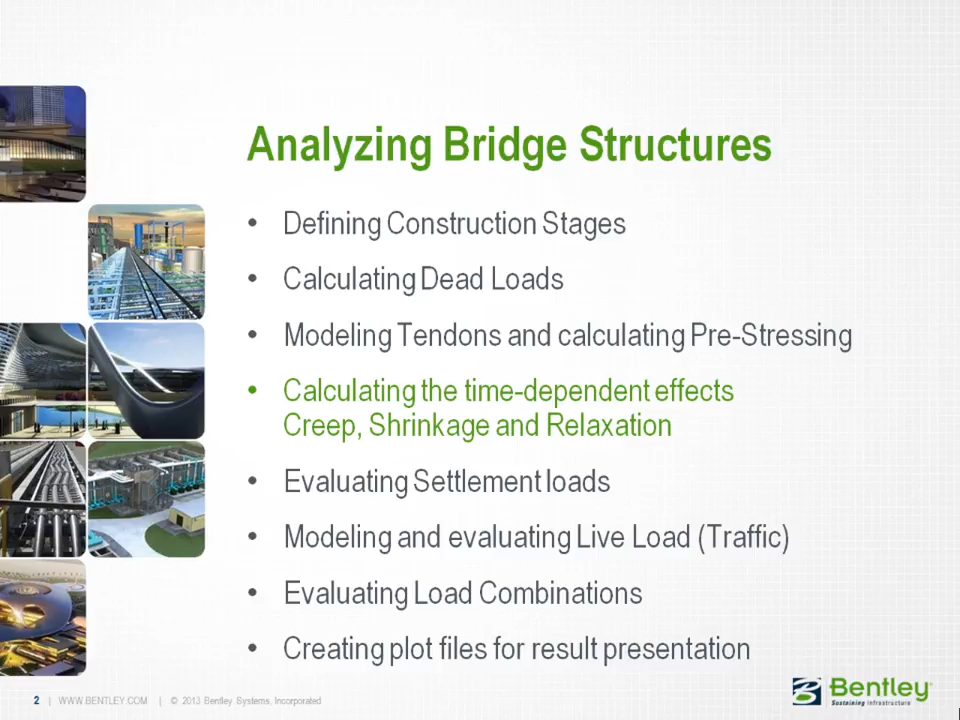 Analyzing Bridge Structures
• Defining Construction Stages
• Calculating Dead Loads
• Modeling Tendons and calculating Pre-Stressing
• Calculating the time-dependent effects
Creep, Shrinkage and Relaxation
• Evaluating Settlement loads
• Modeling and evaluating Live Load (Traffic)
• Evaluating Load Combinations
• Creating plot files for result presentation
2 | WWW.BENTLEY.COM | © 2013 Bentley Systems, Incorporated
Bentley®
Sustaining Infrastructure